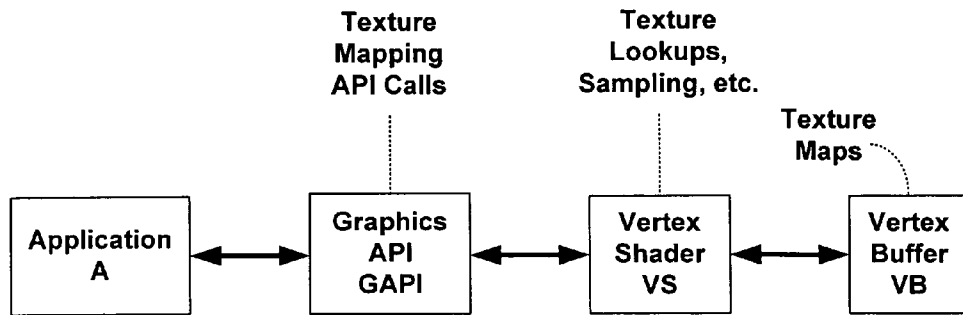 Texture
Mapping
API Calls
Texture
Lookups,
Sampling, etc.
Texture
Maps
Application
A
Graphics
API
GAPI
Vertex
Shader
VS
Vertex
Buffer
VB